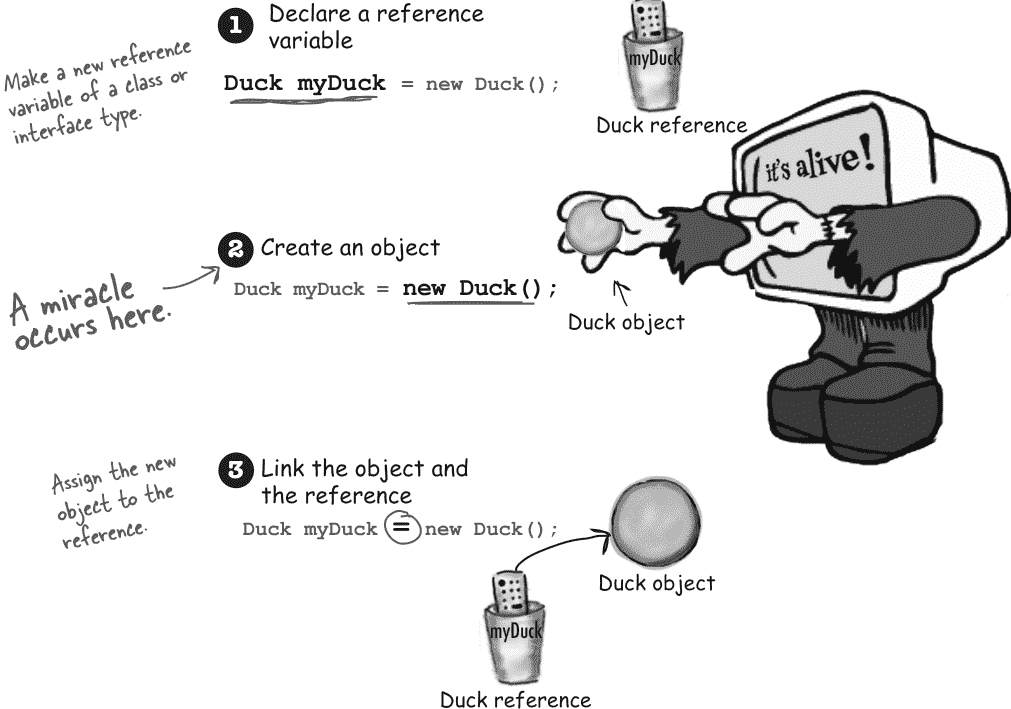 1 Declare a reference
variable
Make a new reference
variable of a class or
interface type.
Duck myDuck = new Duck();
myDuck
Duck reference
it's alive!
2 Create an object
A miracle
occurs here.
Duck myDuck = new Duck();
Duck object
3 Link the object and
the reference
Assign the new
object to the
reference.
Duck myDuck = new Duck();
Duck object
myDuck
Duck reference